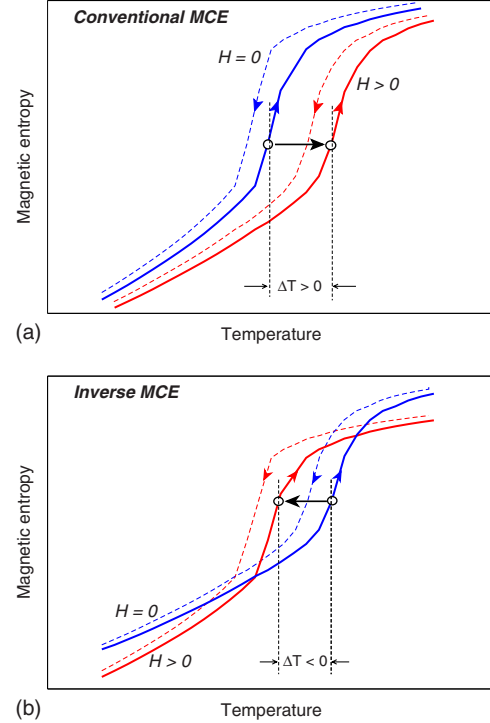 Conventional MCE
H = 0
H > 0
Magnetic entropy
ΔT > 0
(a)
Temperature
Inverse MCE
Magnetic entropy
H = 0
H > 0
ΔT < 0
(b)
Temperature